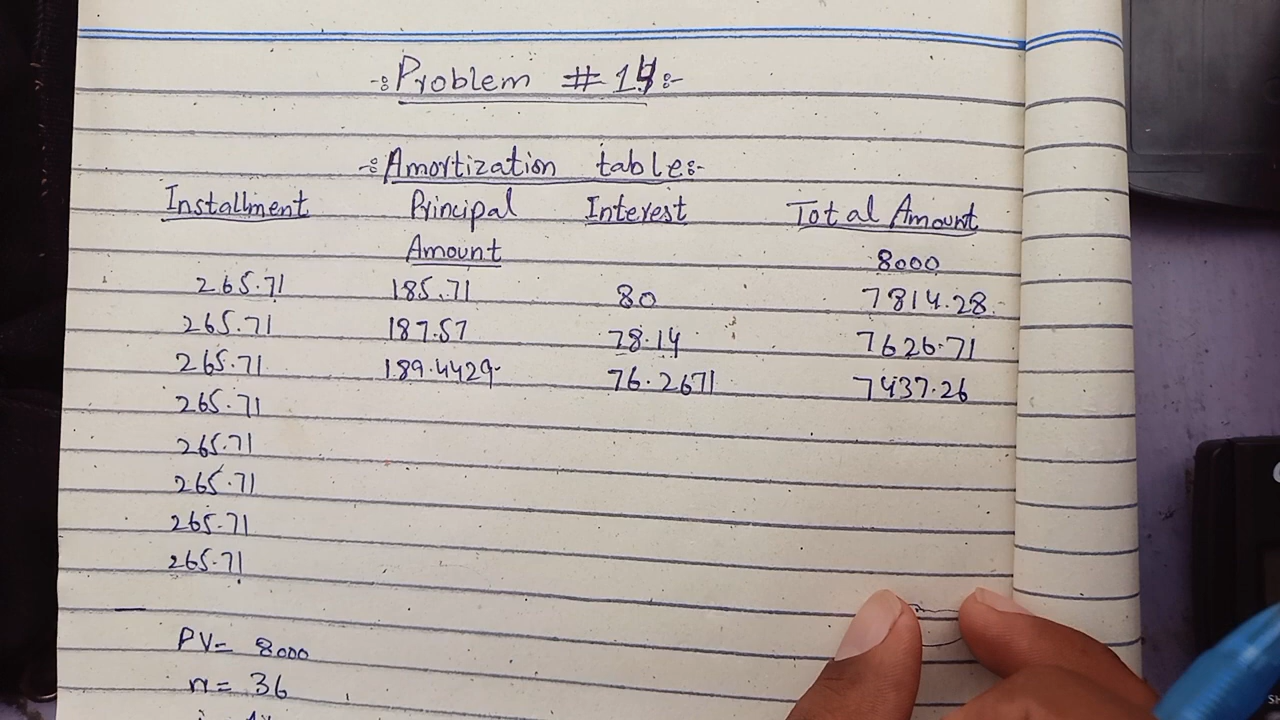 -:Problem # 14:-
-:Amortization table:-
Installment Principal Interest Total Amount
Amount 8000
265.71 185.71 80 7814.28
265.71 187.57 78.14 7626.71
265.71 189.4429 76.2671 7437.26
265.71
265.71
265.71
265.71
265.71
PV= 8000
n= 36